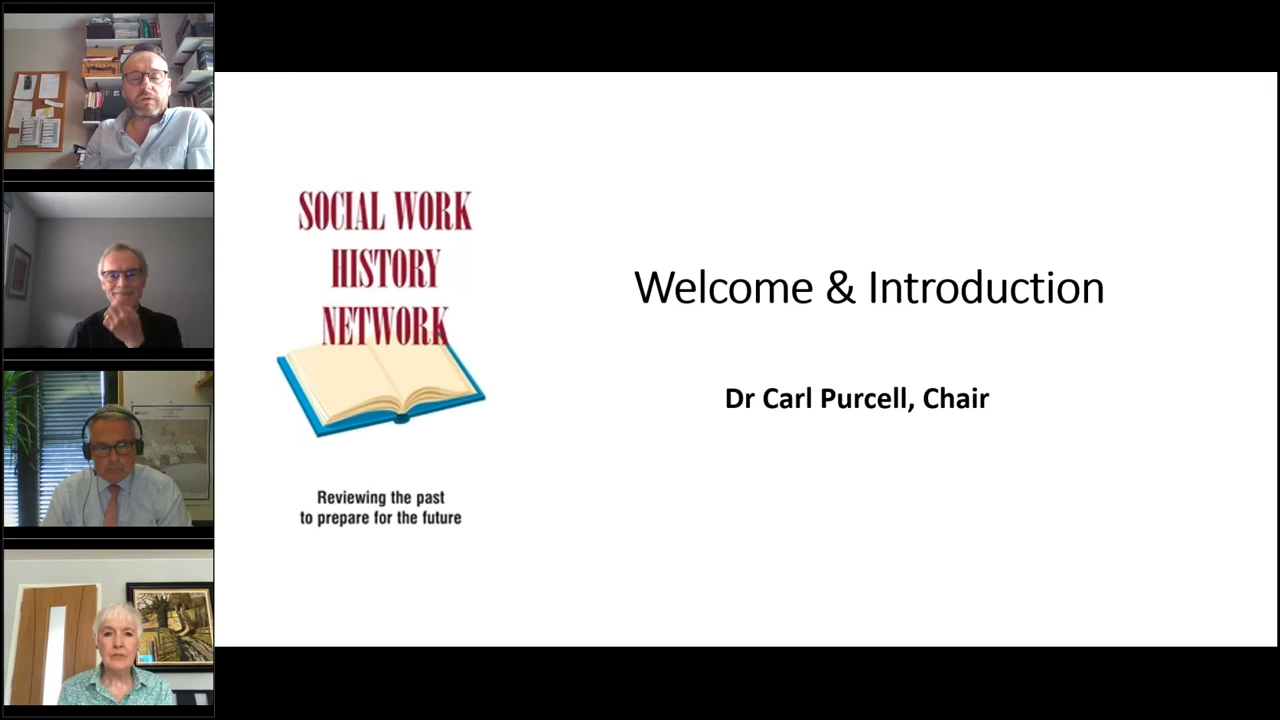 SOCIAL WORK
HISTORY
NETWORK
Reviewing the past
to prepare for the future
Welcome & Introduction
Dr Carl Purcell, Chair